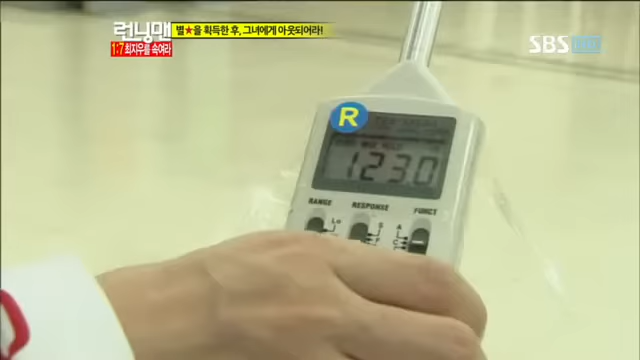 런닝맨
별★을 획득한 후, 그녀에게 아웃되어라!
1:7 최지우를 속여라
SBS
R
123.0
RANGE RESPONSE FUNCT
Lo S A
C